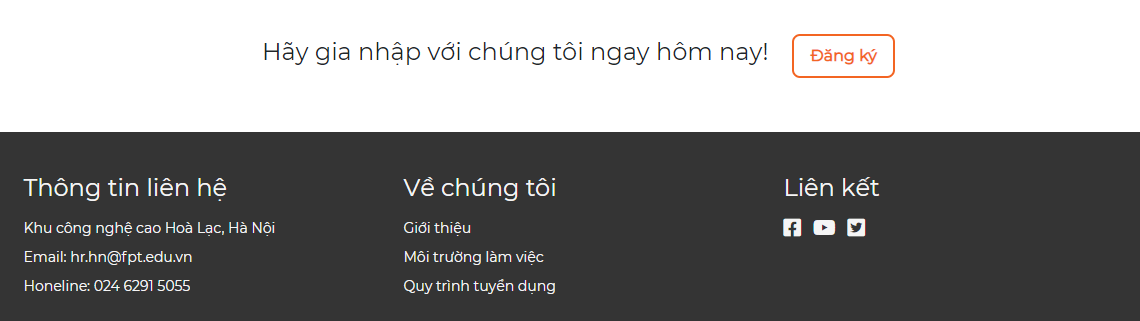 Hãy gia nhập với chúng tôi ngay hôm nay!
Đăng ký
Thông tin liên hệ
Khu công nghệ cao Hoà Lạc, Hà Nội
Email: hr.hn@fpt.edu.vn
Honeline: 024 6291 5055
Về chúng tôi
Giới thiệu
Môi trường làm việc
Quy trình tuyển dụng
Liên kết